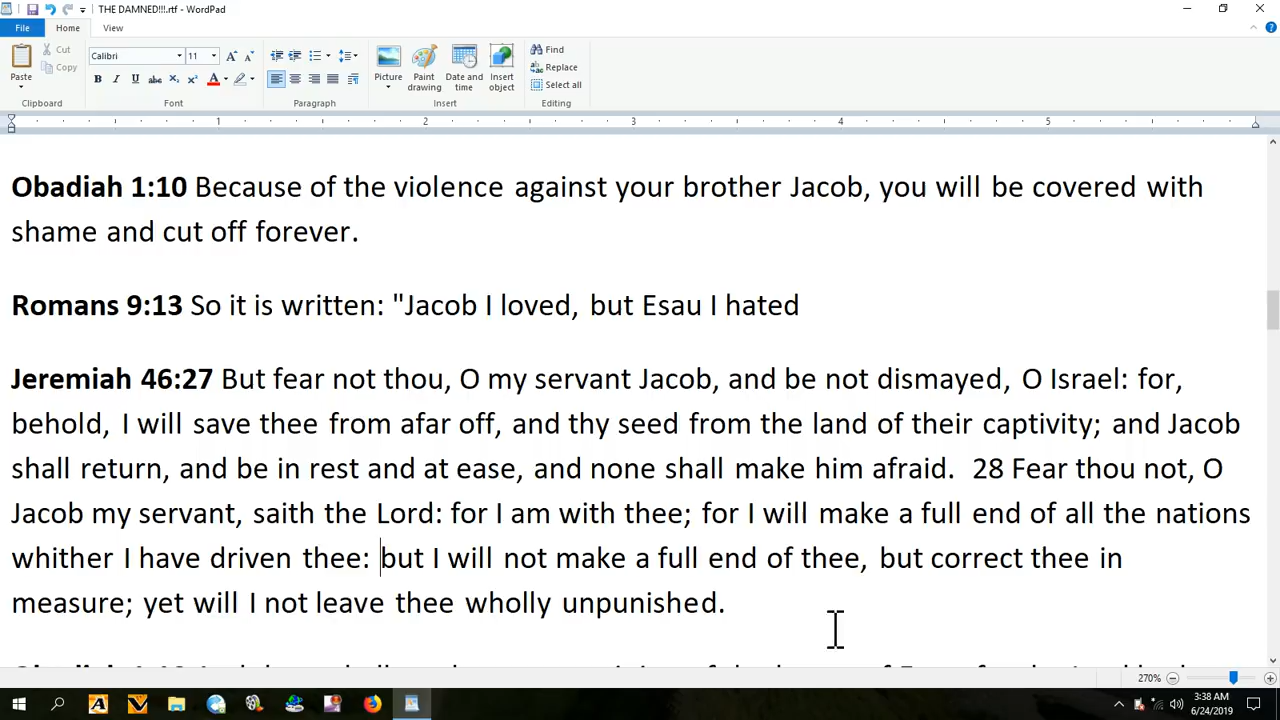 THE DAMNED!!!.rtf - WordPad
File Home View
Paste Cut Copy Clipboard
Calibri 11 B I U abc X₂ X² A Font
Paragraph
Picture Paint drawing Date and time Insert object Insert
Find Replace Select all Editing
1 2 3 4 5
Obadiah 1:10 Because of the violence against your brother Jacob, you will be covered with
shame and cut off forever.
Romans 9:13 So it is written: "Jacob I loved, but Esau I hated
Jeremiah 46:27 But fear not thou, O my servant Jacob, and be not dismayed, O Israel: for,
behold, I will save thee from afar off, and thy seed from the land of their captivity; and Jacob
shall return, and be in rest and at ease, and none shall make him afraid.  28 Fear thou not, O
Jacob my servant, saith the Lord: for I am with thee; for I will make a full end of all the nations
whither I have driven thee: but I will not make a full end of thee, but correct thee in
measure; yet will I not leave thee wholly unpunished.
270%
3:38 AM
6/24/2019